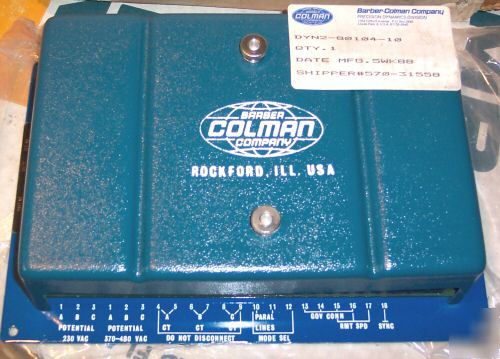 Barber-Colman Company
PRECISION DYNAMICS DIVISION
DYN2-80104-10
QTY.1
DATE MFG.5WK88
SHIPPER#570-31558
BARBER
COLMAN
COMPANY
ROCKFORD, ILL. USA
1 2 3 1 2 3 4 5 6 7 8 9 10 11 12 13 14 15 16 17 18
A B C A B C CT CT CT PARAL GOV CONN SYNC
POTENTIAL POTENTIAL LINES RMT SPD
230 VAC 370-480 VAC DO NOT DISCONNECT MODE SEL